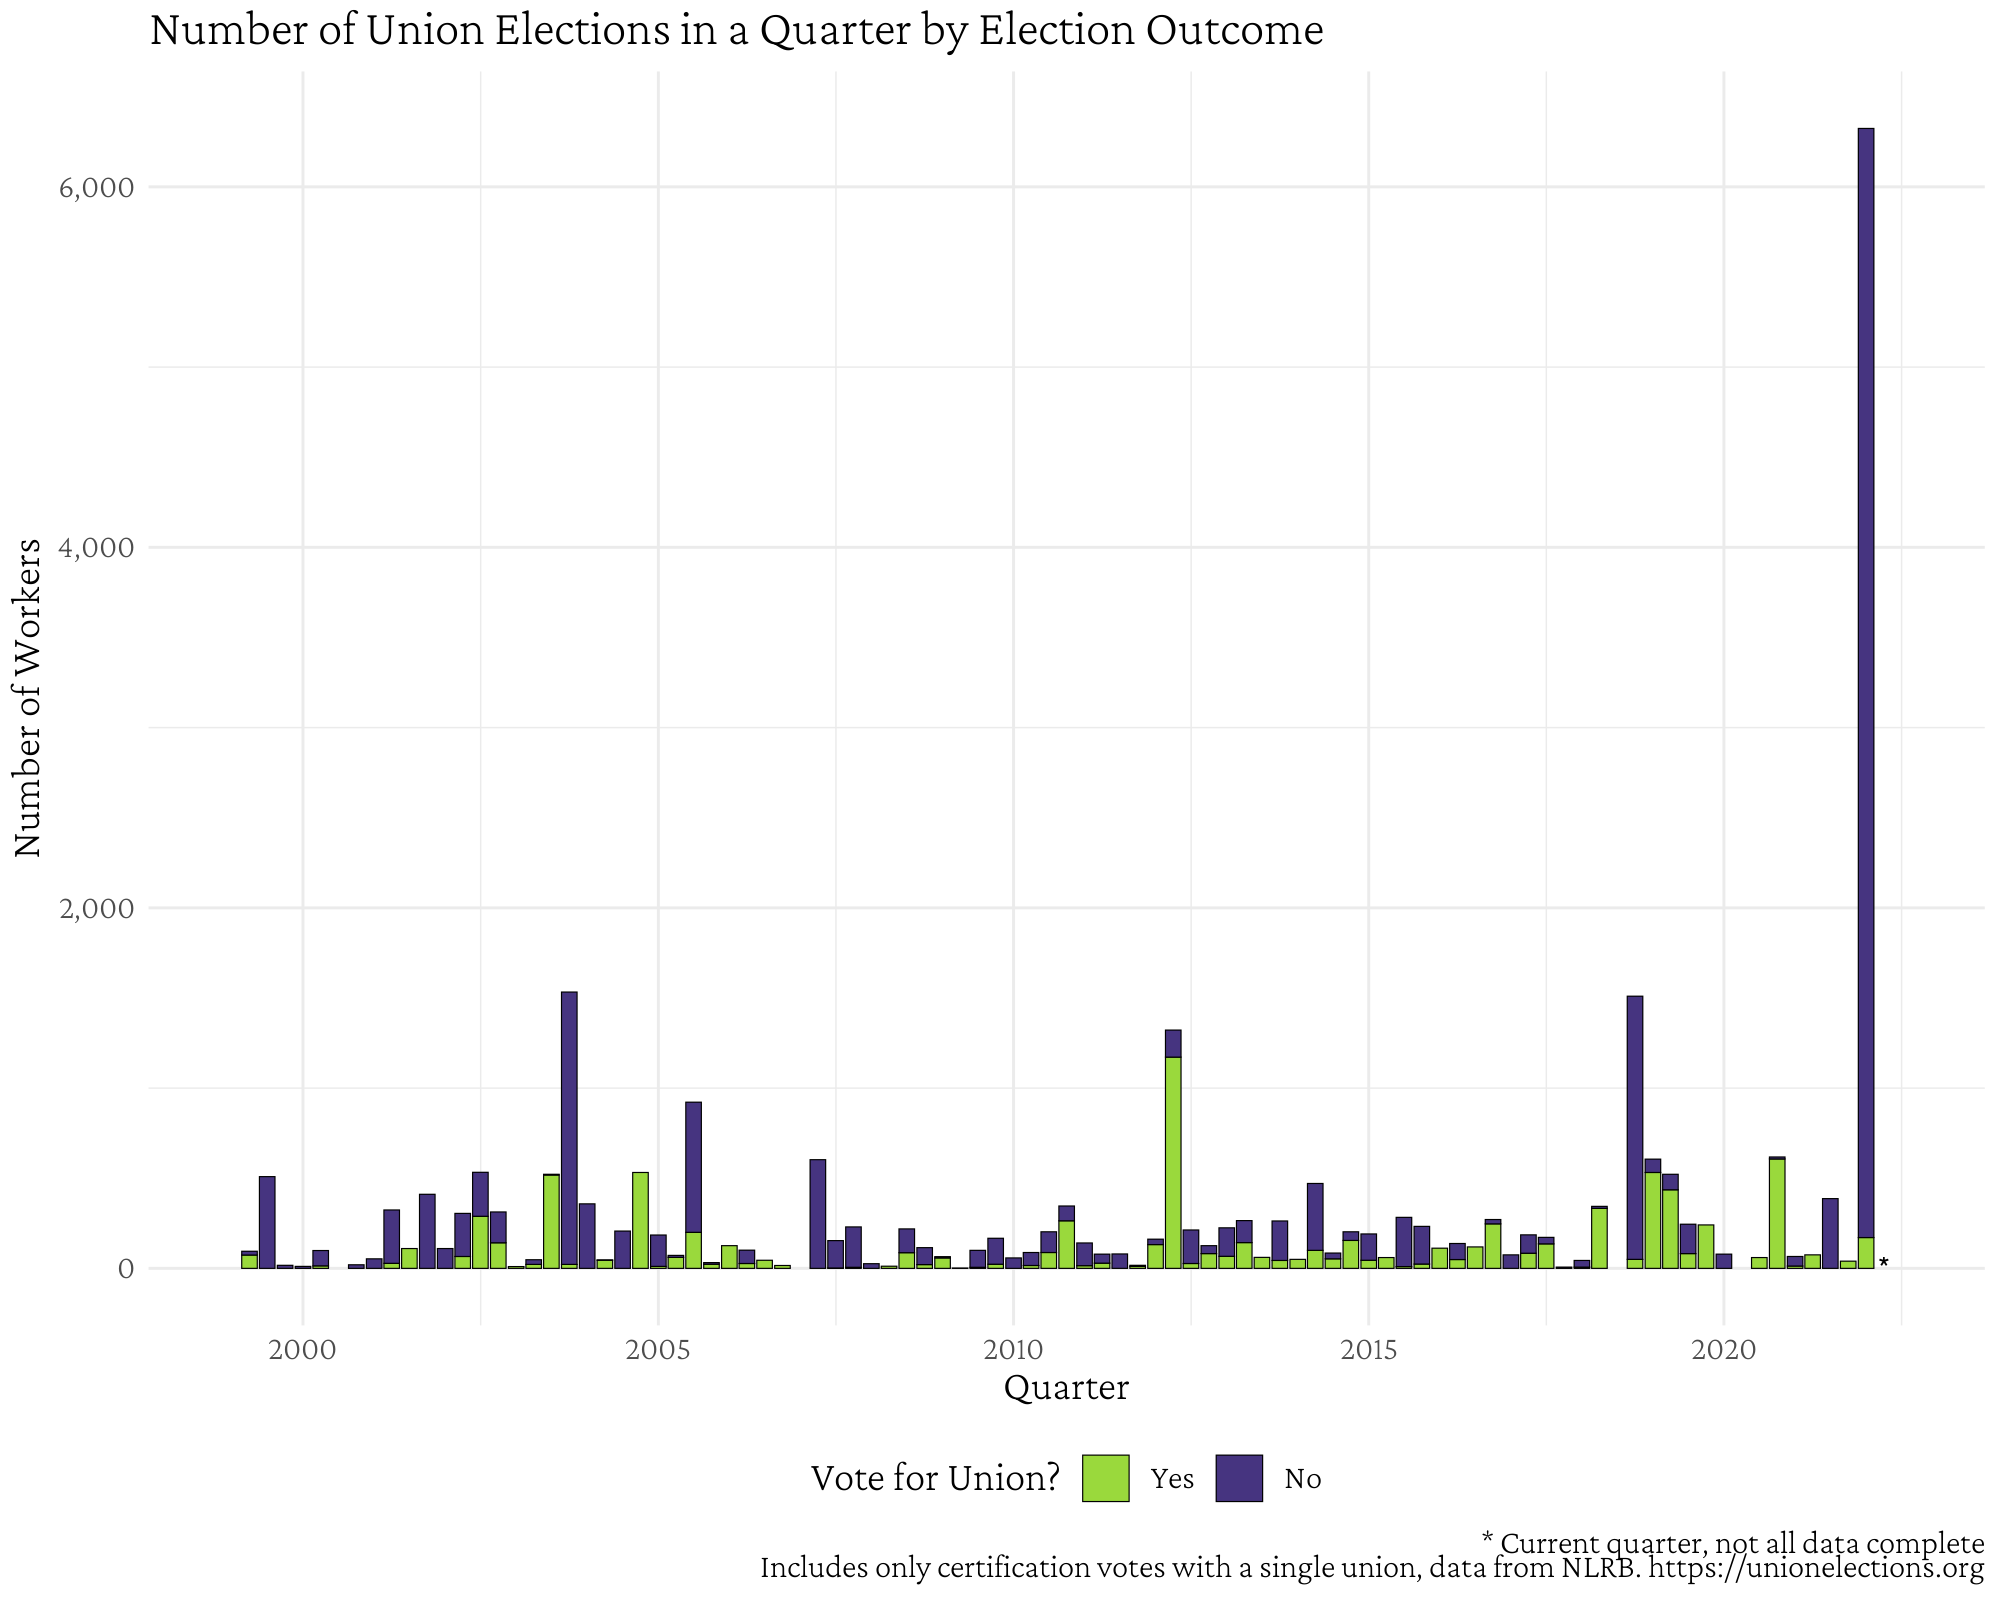 Number of Union Elections in a Quarter by Election Outcome
Number of Workers
6,000
4,000
2,000
0
*
2000 2005 2010 2015 2020
Quarter
Vote for Union? Yes No
* Current quarter, not all data complete
Includes only certification votes with a single union, data from NLRB. https://unionelections.org